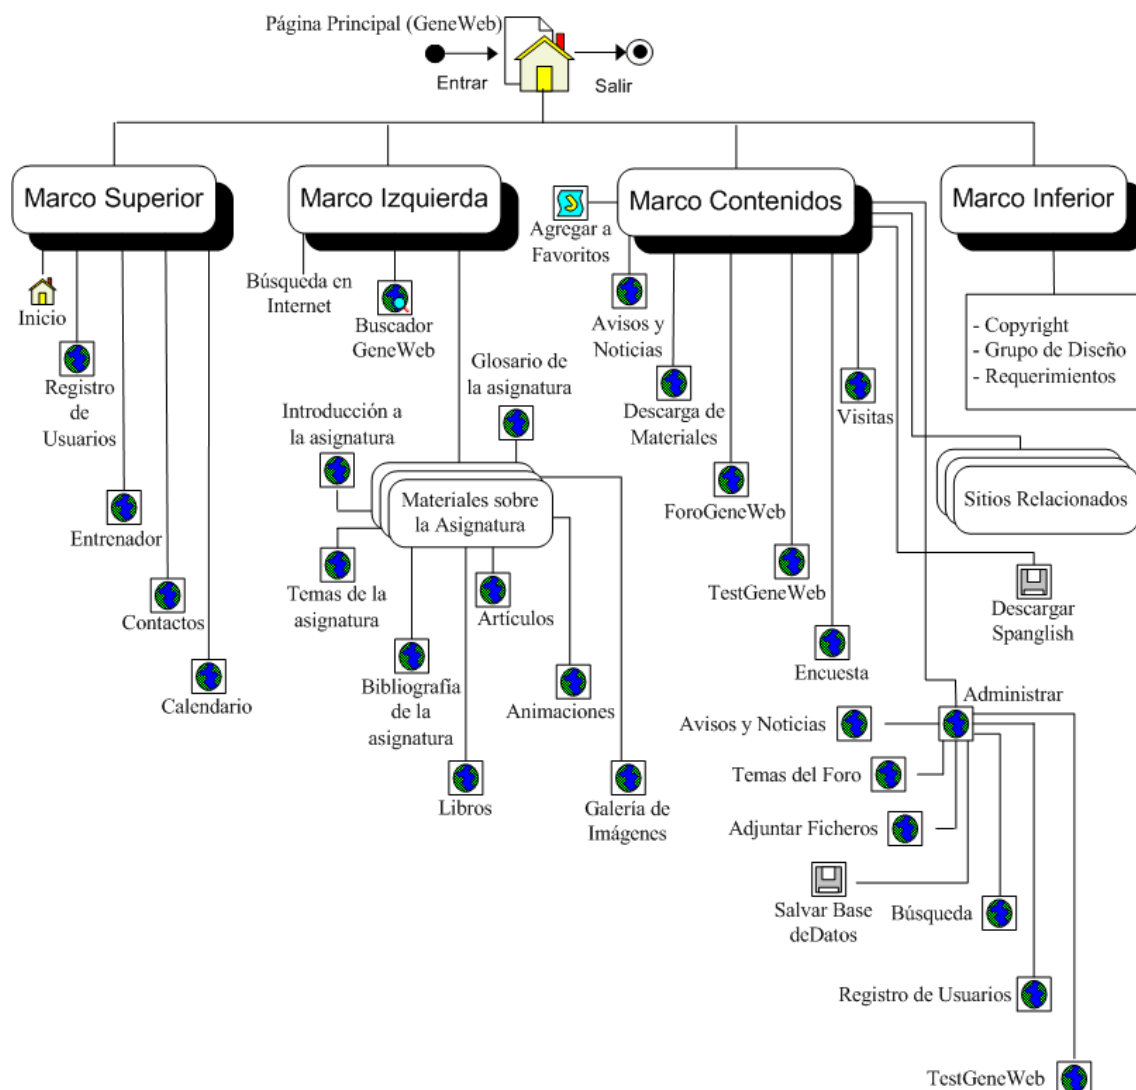 Página Principal (GeneWeb)
Entrar
Salir
Marco Superior
Marco Izquierda
Marco Contenidos
Marco Inferior
Inicio
Registro
de
Usuarios
Entrenador
Contactos
Calendario
Búsqueda en
Internet
Buscador
GeneWeb
Glosario de
la asignatura
Introducción a
la asignatura
Materiales sobre
la Asignatura
Temas de la
asignatura
Artículos
Bibliografía
de la
asignatura
Animaciones
Libros
Galería de
Imágenes
Agregar a
Favoritos
Avisos y
Noticias
Descarga de
Materiales
Visitas
ForoGeneWeb
TestGeneWeb
Encuesta
- Copyright
- Grupo de Diseño
- Requerimientos
Sitios Relacionados
Descargar
Spanglish
Administrar
Avisos y Noticias
Temas del Foro
Adjuntar Ficheros
Salvar Base
deDatos
Búsqueda
Registro de Usuarios
TestGeneWeb